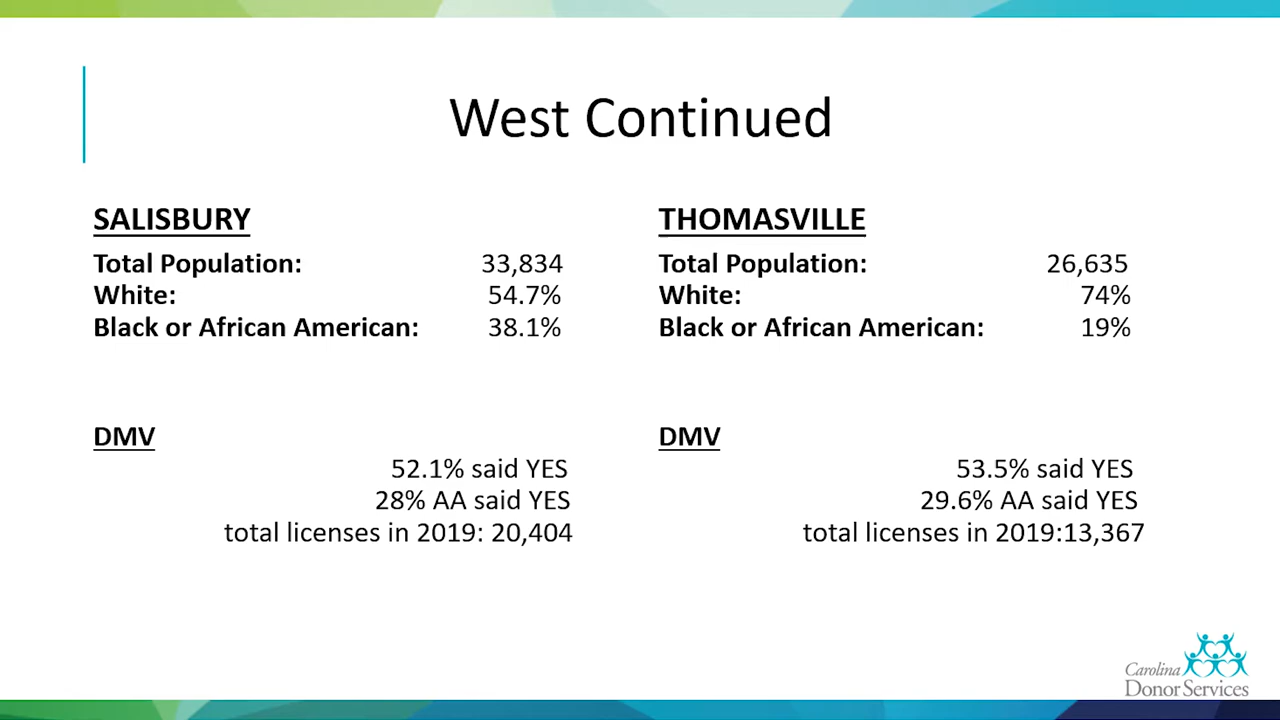 West Continued
SALISBURY
Total Population: 33,834
White: 54.7%
Black or African American: 38.1%
DMV
52.1% said YES
28% AA said YES
total licenses in 2019: 20,404
THOMASVILLE
Total Population: 26,635
White: 74%
Black or African American: 19%
DMV
53.5% said YES
29.6% AA said YES
total licenses in 2019:13,367
Carolina
Donor Services